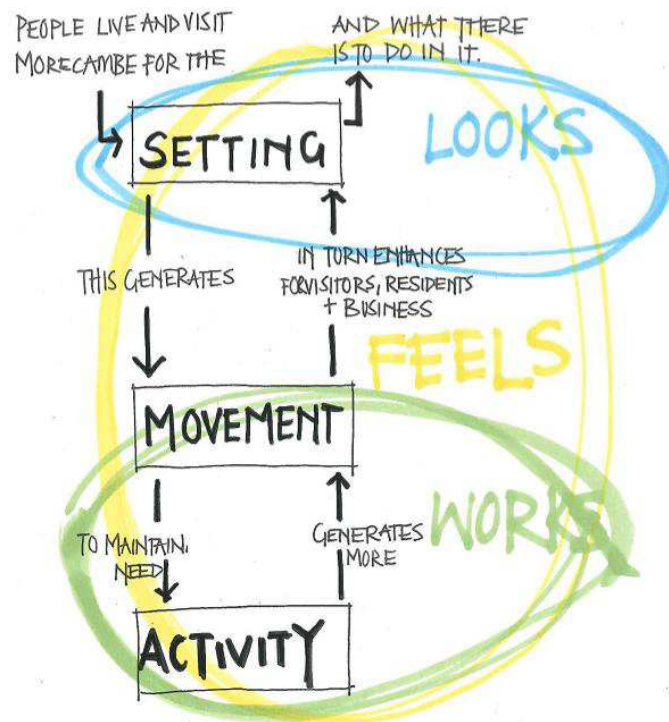 PEOPLE LIVE AND VISIT
MORECAMBE FOR THE
AND WHAT THERE
IS TO DO IN IT.
SETTING
LOOKS
THIS GENERATES
IN TURN ENHANCES
FOR VISITORS, RESIDENTS
+ BUSINESS
FEELS
MOVEMENT
WORKS
TO MAINTAIN,
NEED
GENERATES
MORE
ACTIVITY